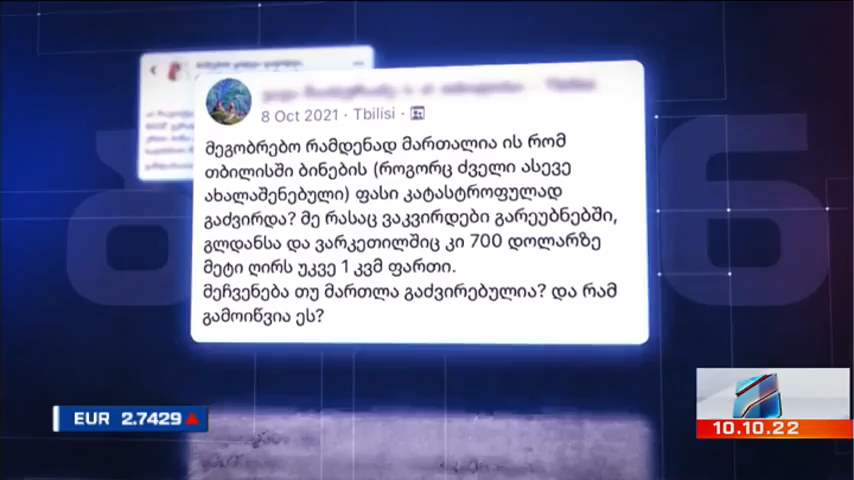 8 Oct 2021 · Tbilisi ·
მეგობრებო რამდენად მართალია ის რომ
თბილისში ბინების (როგორც ძველი ასევე
ახალაშენებული) ფასი კატასტროფულად
გაძვირდა? მე რასაც ვაკვირდები გარეუბნებში,
გლდანსა და ვარკეთილშიც კი 700 დოლარზე
მეტი ღირს უკვე 1 კვმ ფართი.
მეჩვენება თუ მართლა გაძვირებულია? და რამ
გამოიწვია ეს?
EUR 2.7429
10.10.22